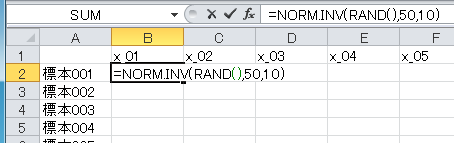 SUM fx =NORM.INV(RAND(),50,10)
A B C D E F
1 x_01 x_02 x_03 x_04 x_05
2 標本001 =NORM.INV(RAND(),50,10)
3 標本002
4 標本003
5 標本004